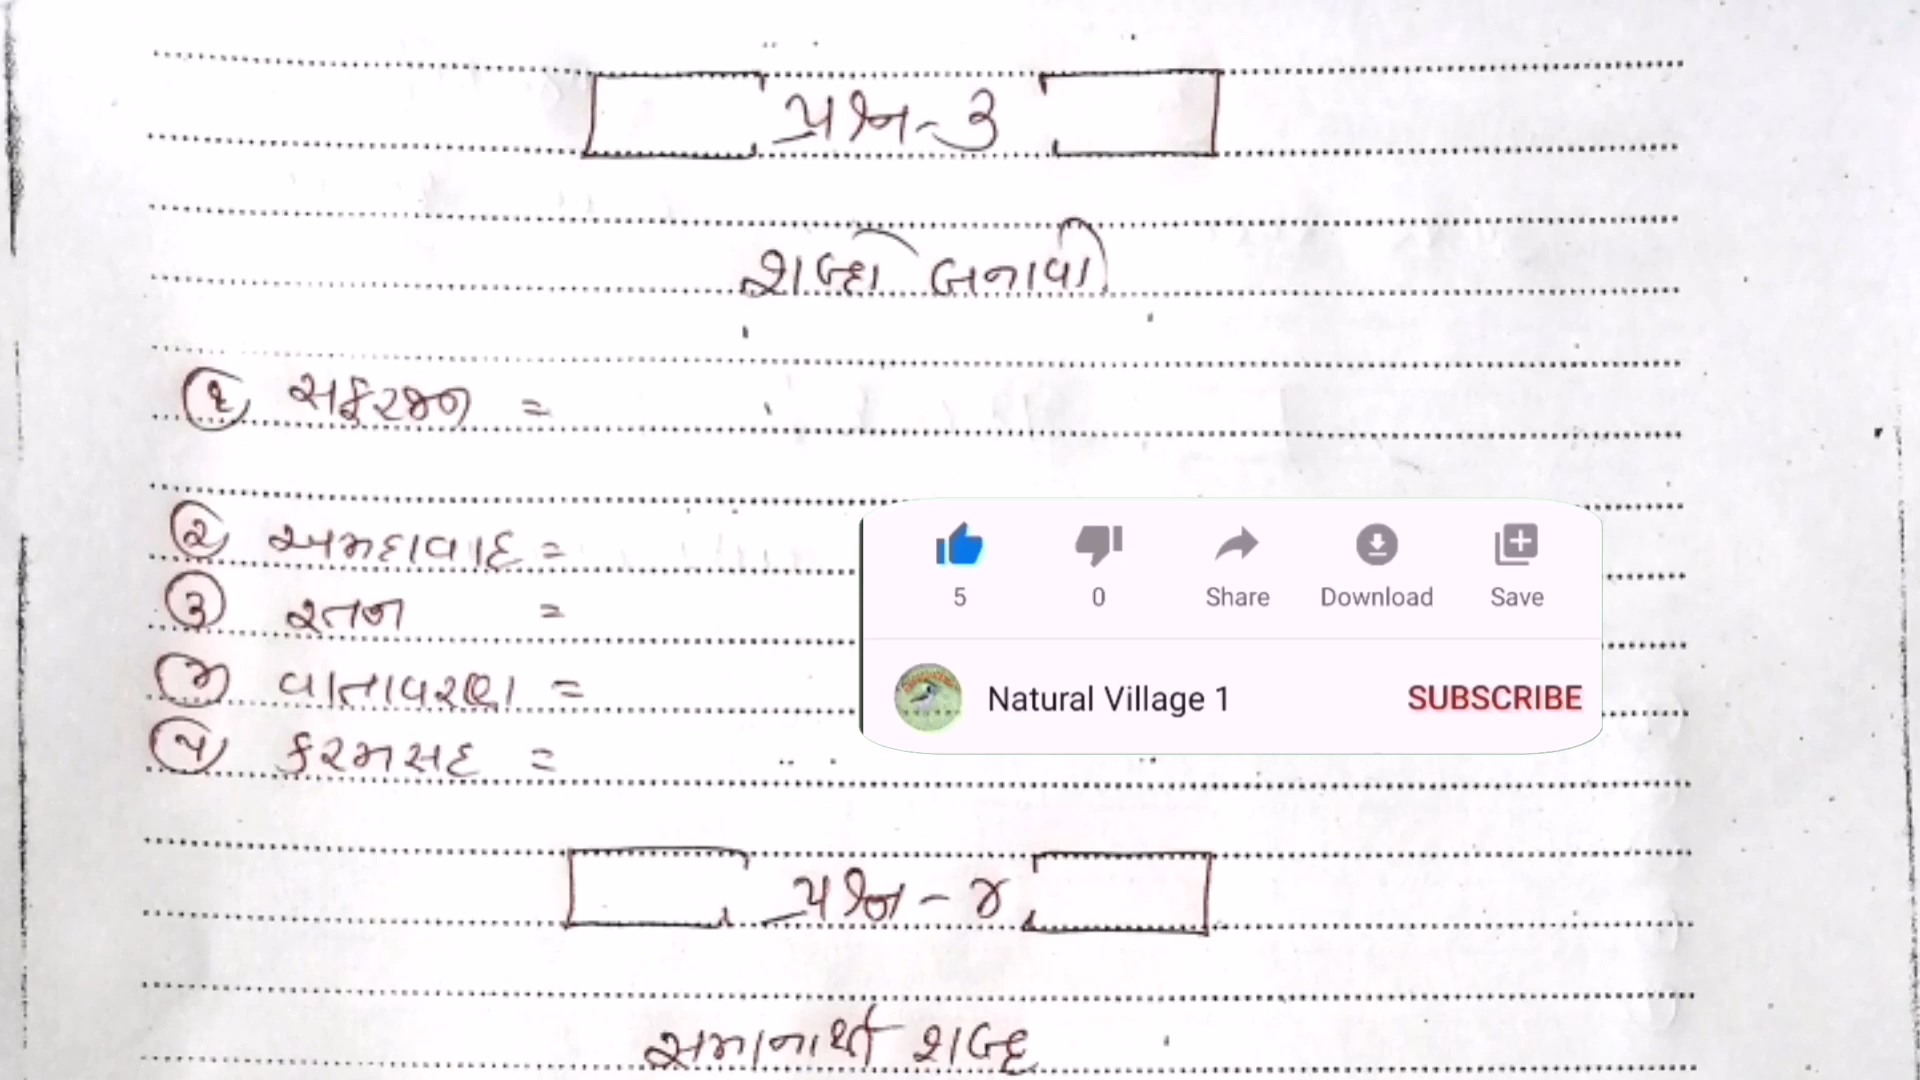 પ્રશ્ન-૩
શબ્દો બનાવો
૧ સફરજન =
૨ અમદાવાદ =
૩ રતન =
૪ વાતાવરણ =
૫ કરમસદ =
5 0 Share Download Save
Natural Village 1 SUBSCRIBE
પ્રશ્ન - ૪
સમાનાર્થી શબ્દ